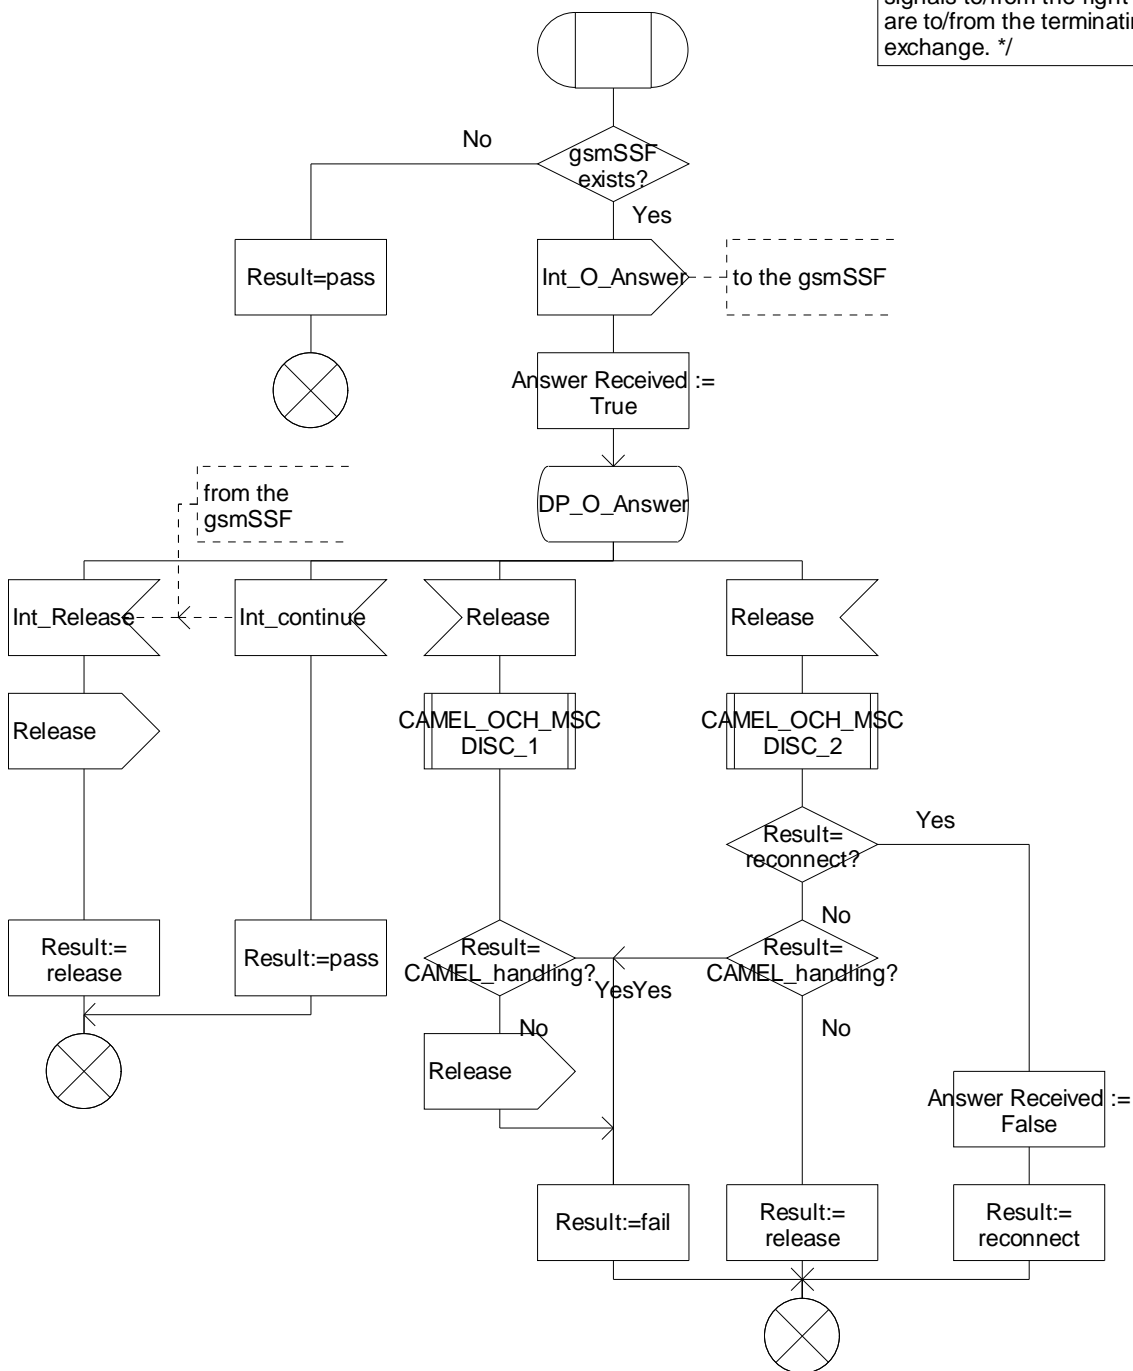 signals to/from the right
are to/from the terminatin
exchange. */
gsmSSF
exists?
No
Yes
Result=pass
Int_O_Answer
to the gsmSSF
Answer Received :=
True
from the
gsmSSF
DP_O_Answer
Int_Release
Int_continue
Release
Release
Release
CAMEL_OCH_MSC
DISC_1
CAMEL_OCH_MSC
DISC_2
Result=
reconnect?
Yes
No
Result:=
release
Result:=pass
Result=
CAMEL_handling?
Result=
CAMEL_handling?
YesYes
No
No
Release
Answer Received :=
False
Result:=fail
Result:=
release
Result:=
reconnect